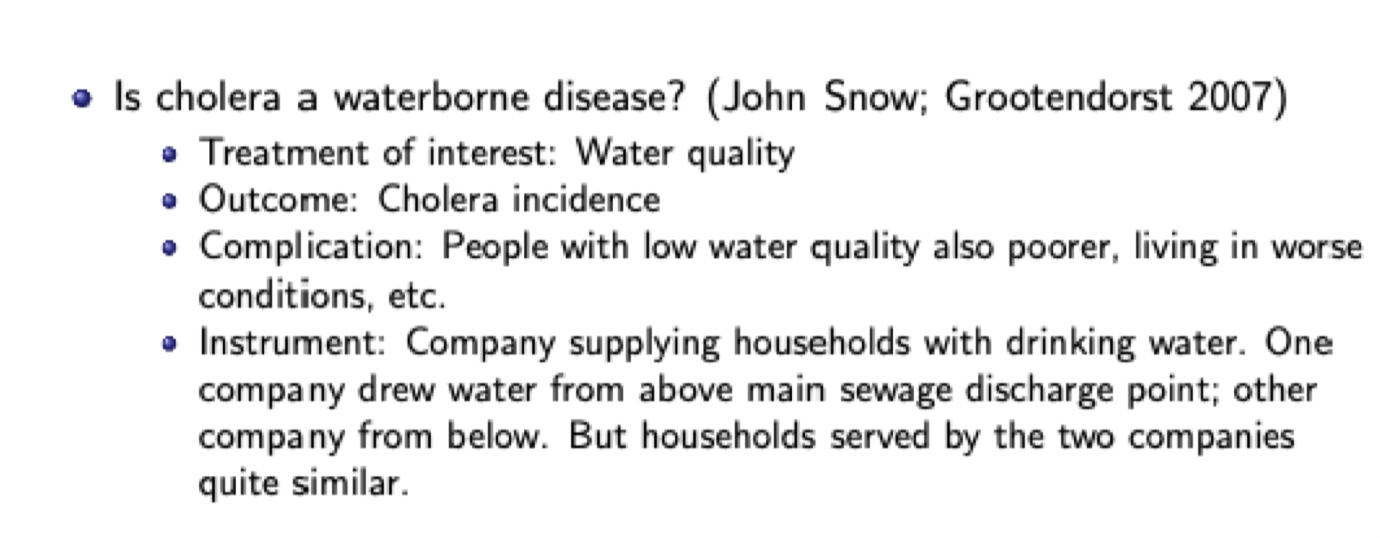 Is cholera a waterborne disease? (John Snow; Grootendorst 2007)
Treatment of interest: Water quality
Outcome: Cholera incidence
Complication: People with low water quality also poorer, living in worse
conditions, etc.
Instrument: Company supplying households with drinking water. One
company drew water from above main sewage discharge point; other
company from below. But households served by the two companies
quite similar.